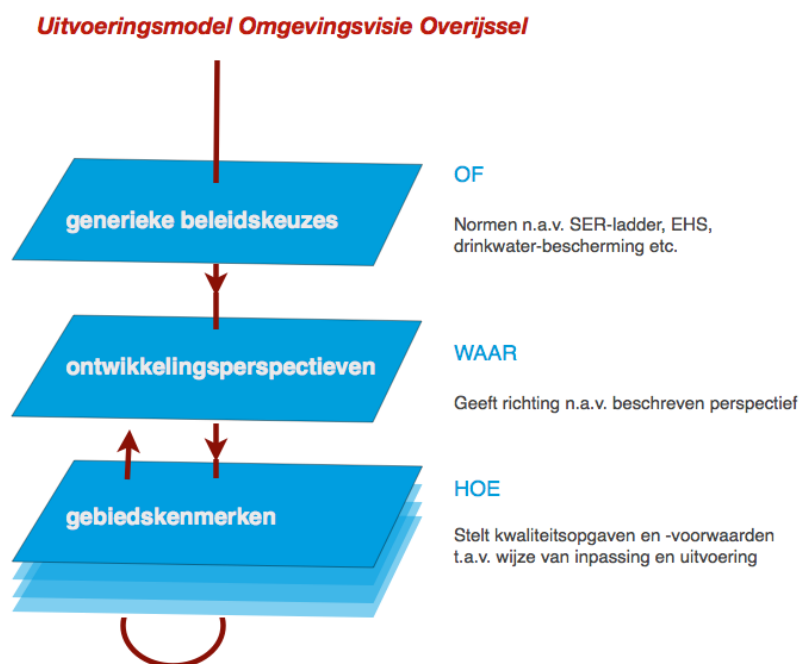 Uitvoeringsmodel Omgevingsvisie Overijssel
generieke beleidskeuzes
OF
Normen n.a.v. SER-ladder, EHS,
drinkwater-bescherming etc.
ontwikkelingsperspectieven
WAAR
Geeft richting n.a.v. beschreven perspectief
gebiedskenmerken
HOE
Stelt kwaliteitsopgaven en -voorwaarden
t.a.v. wijze van inpassing en uitvoering